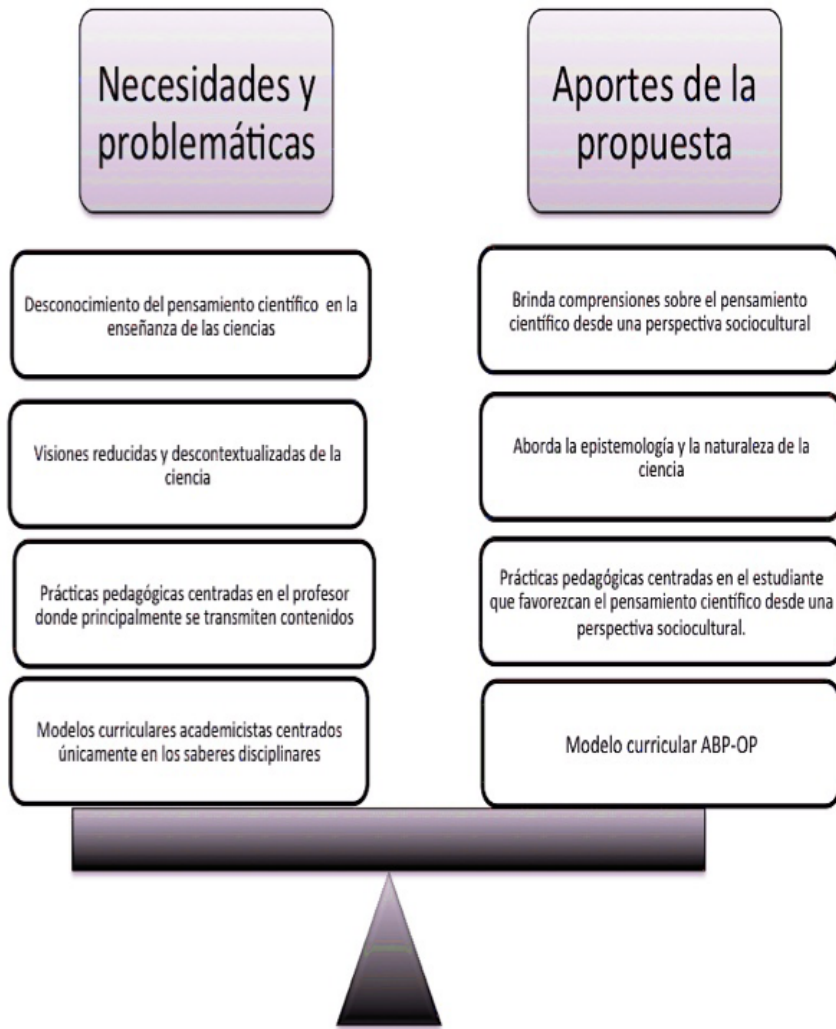 Necesidades y
problemáticas
Desconocimiento del pensamiento científico en la
enseñanza de las ciencias
Visiones reducidas y descontextualizadas de la
ciencia
Prácticas pedagógicas centradas en el profesor
donde principalmente se transmiten contenidos
Modelos curriculares academicistas centrados
únicamente en los saberes disciplinares
Aportes de la
propuesta
Brinda comprensiones sobre el pensamiento
científico desde una perspectiva sociocultural
Aborda la epistemología y la naturaleza de la
ciencia
Prácticas pedagógicas centradas en el estudiante
que favorezcan el pensamiento científico desde una
perspectiva sociocultural.
Modelo curricular ABP-OP